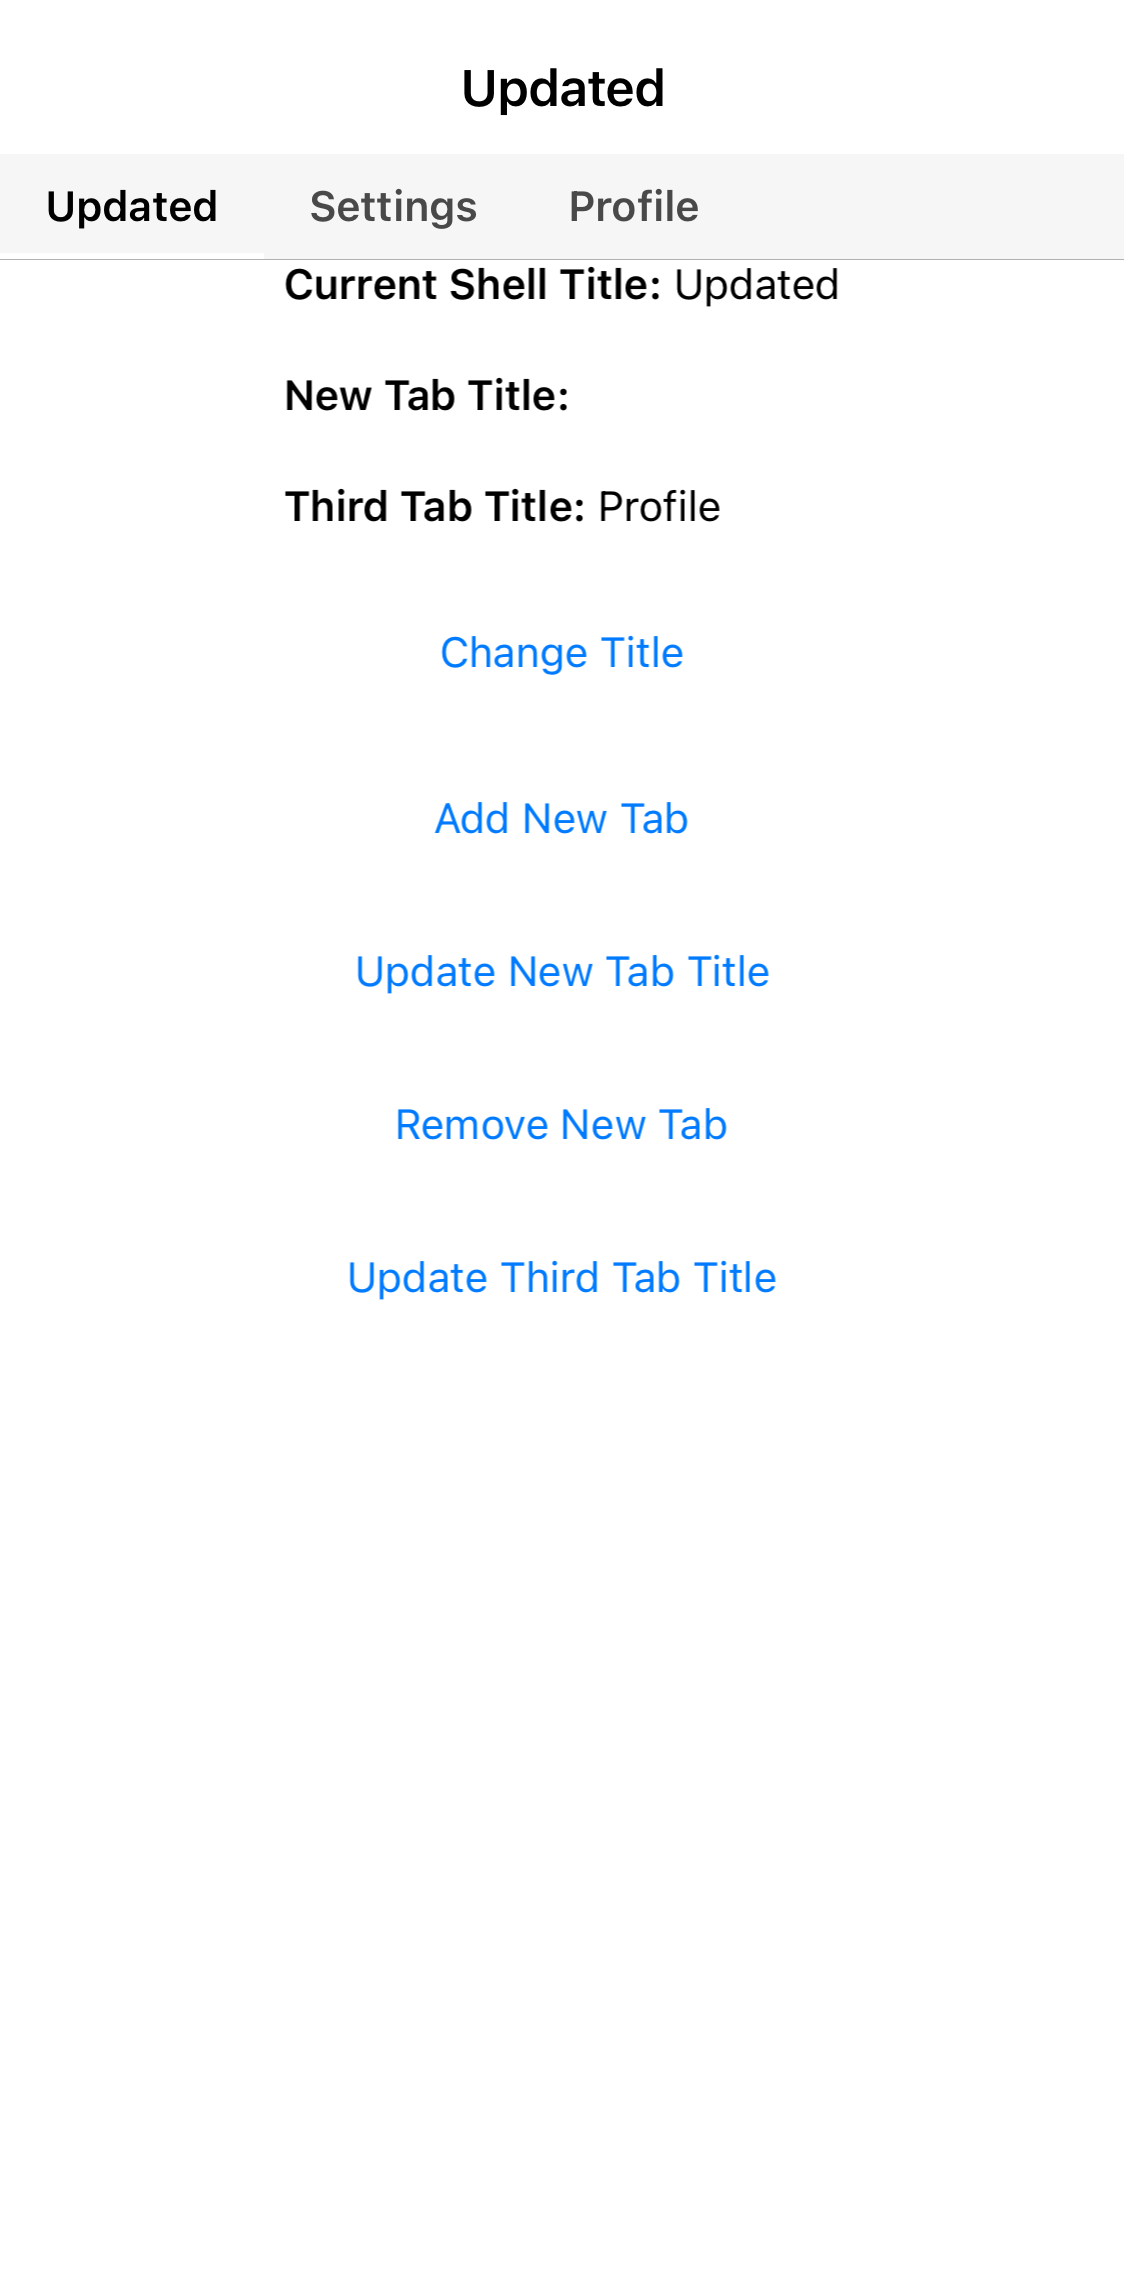 Updated
Updated Settings Profile
Current Shell Title: Updated
New Tab Title:
Third Tab Title: Profile
Change Title
Add New Tab
Update New Tab Title
Remove New Tab
Update Third Tab Title